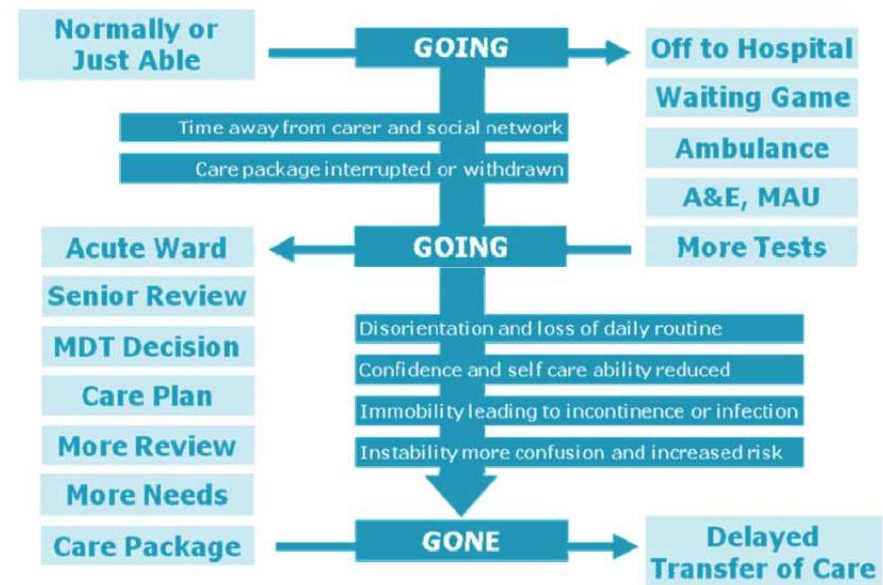 Normally or
Just Able
GOING
Off to Hospital
Waiting Game
Ambulance
A&E, MAU
More Tests
Time away from carer and social network
Care package interrupted or withdrawn
GOING
Acute Ward
Senior Review
MDT Decision
Care Plan
More Review
More Needs
Care Package
Disorientation and loss of daily routine
Confidence and self care ability reduced
Immobility leading to incontinence or infection
Instability more confusion and increased risk
GONE
Delayed
Transfer of Care